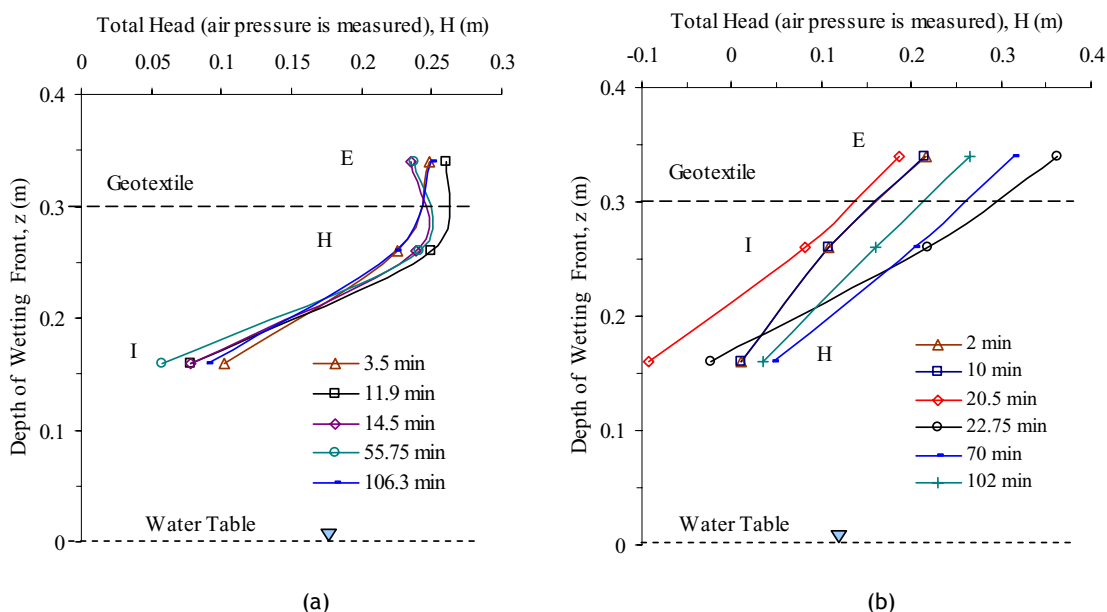 Total Head (air pressure is measured), H (m)
0 0.05 0.1 0.15 0.2 0.25 0.3
0.4
E
Geotextile
0.3
H
0.2
I
3.5 min
11.9 min
0.1
14.5 min
55.75 min
106.3 min
Water Table
0
Depth of Wetting Front, z (m)
(a)
Total Head (air pressure is measured), H (m)
-0.1 0 0.1 0.2 0.3 0.4
0.4
E
Geotextile
0.3
I
0.2
H
2 min
10 min
0.1
20.5 min
22.75 min
70 min
102 min
Water Table
0
Depth of Wetting Front, z (m)
(b)